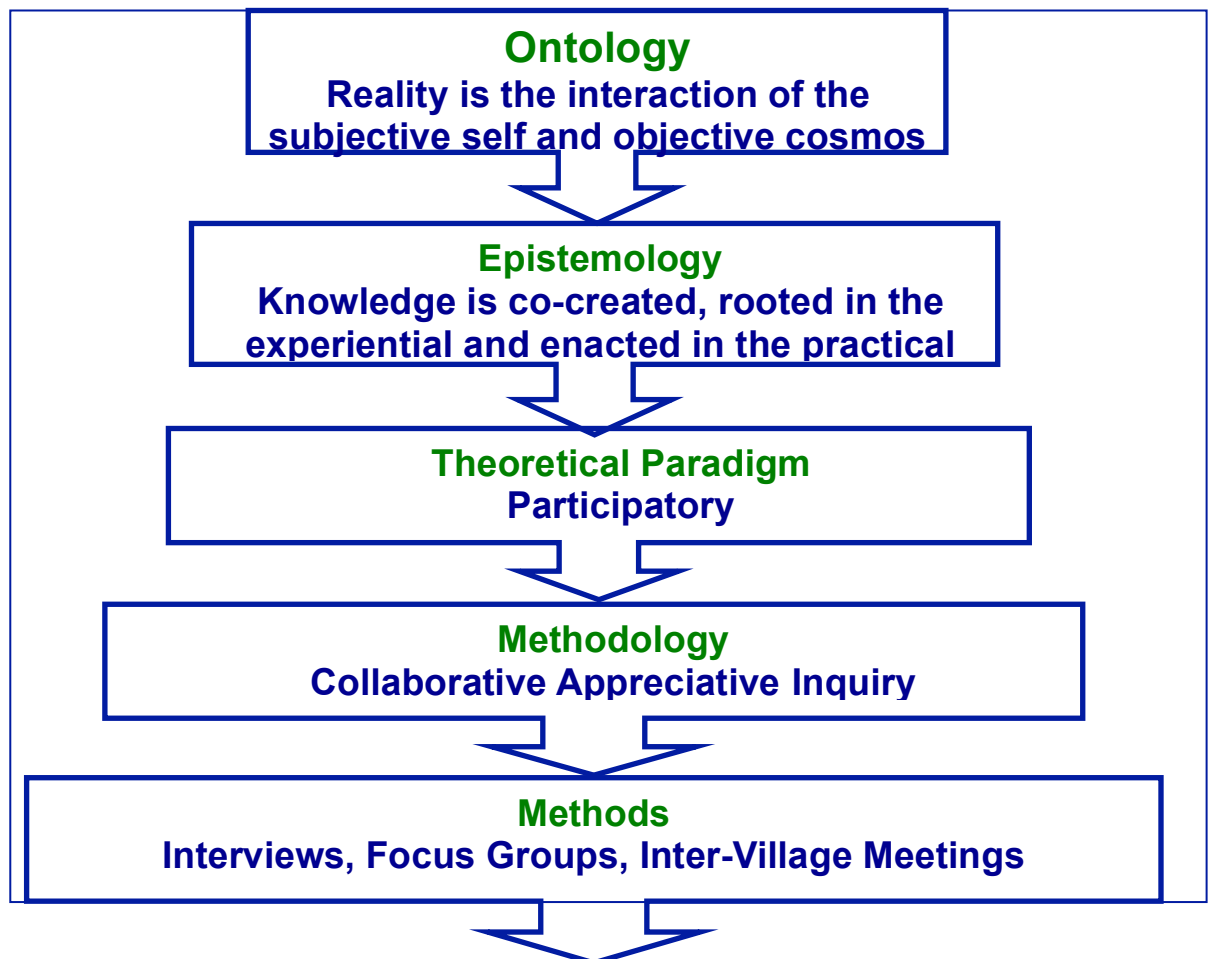 Ontology
Reality is the interaction of the
subjective self and objective cosmos
Epistemology
Knowledge is co-created, rooted in the
experiential and enacted in the practical
Theoretical Paradigm
Participatory
Methodology
Collaborative Appreciative Inquiry
Methods
Interviews, Focus Groups, Inter-Village Meetings